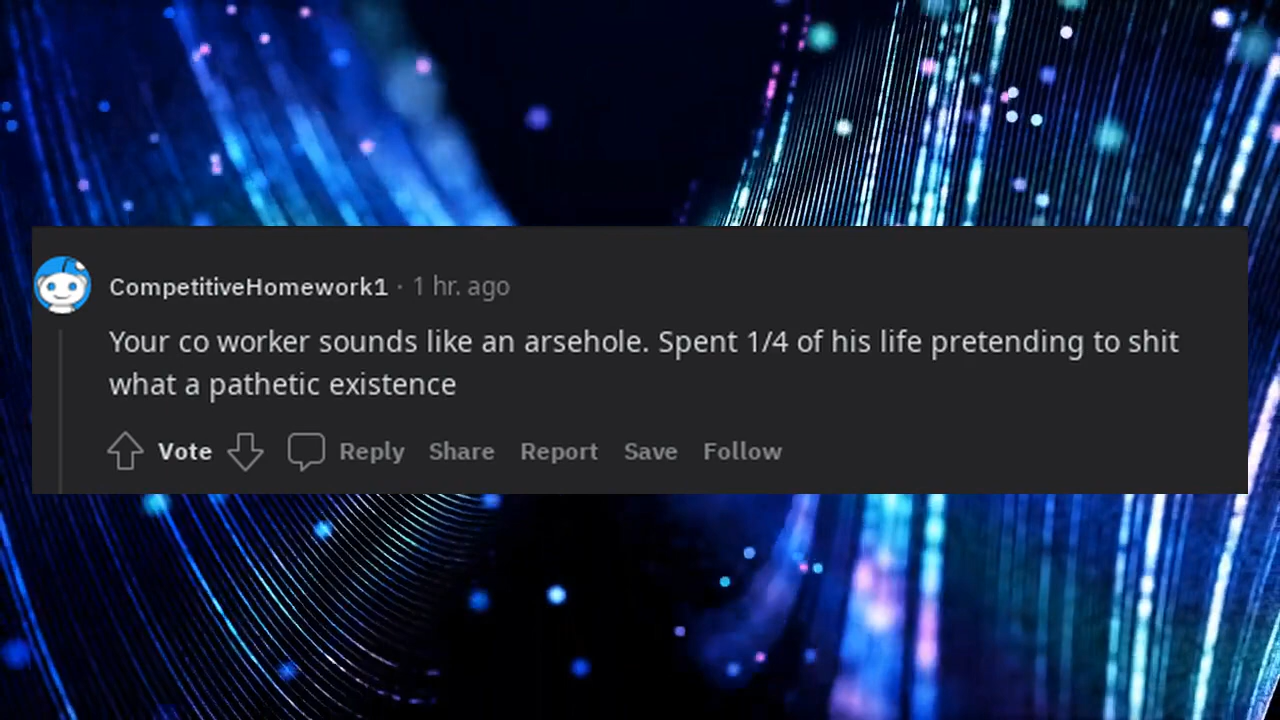 CompetitiveHomework1 · 1 hr. ago
Your co worker sounds like an arsehole. Spent 1/4 of his life pretending to shit
what a pathetic existence
Vote Reply Share Report Save Follow